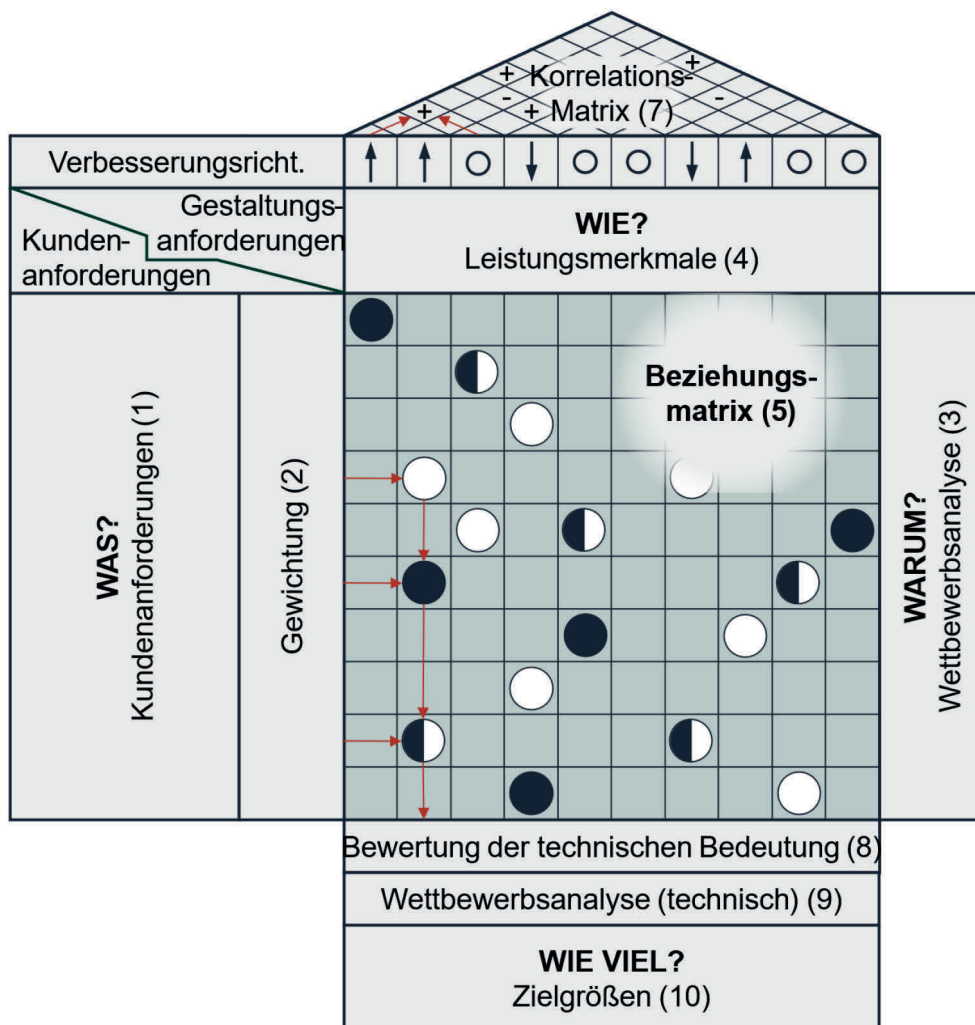 +
+
Korrelations-
-
-
+
+
Matrix (7)
Verbesserungsricht.
Gestaltungs-
anforderungen
Kunden-
anforderungen
WIE?
Leistungsmerkmale (4)
WAS?
Kundenanforderungen (1)
Gewichtung (2)
Beziehungs-
matrix (5)
WARUM?
Wettbewerbsanalyse (3)
Bewertung der technischen Bedeutung (8)
Wettbewerbsanalyse (technisch) (9)
WIE VIEL?
Zielgrößen (10)